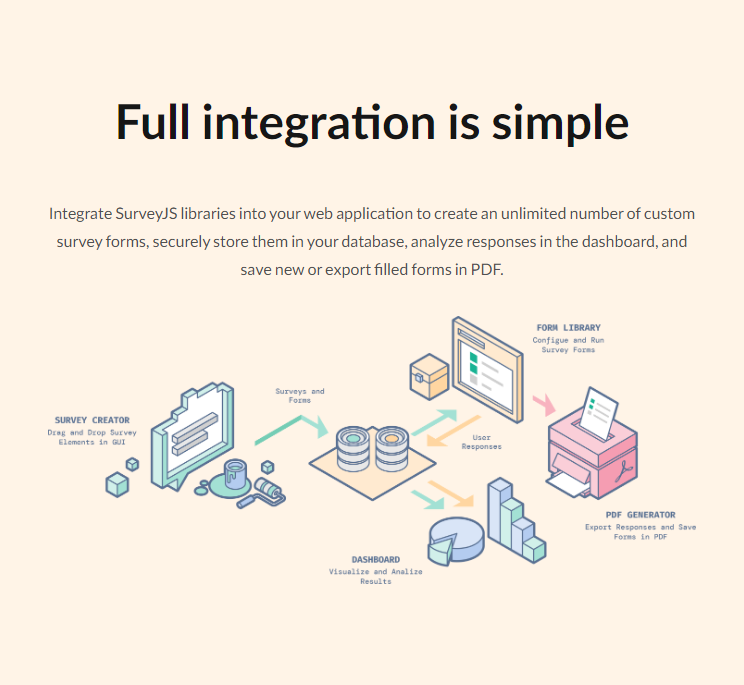 Full integration is simple
Integrate SurveyJS libraries into your web application to create an unlimited number of custom
survey forms, securely store them in your database, analyze responses in the dashboard, and
save new or export filled forms in PDF.
FORM LIBRARY
Configue and Run
Survey Forms
Surveys and
Forms
SURVEY CREATOR
Drag and Drop Survey
Elements in GUI
User
Responses
PDF GENERATOR
Export Responses and Save
Forms in PDF
DASHBOARD
Visualize and Analize
Results